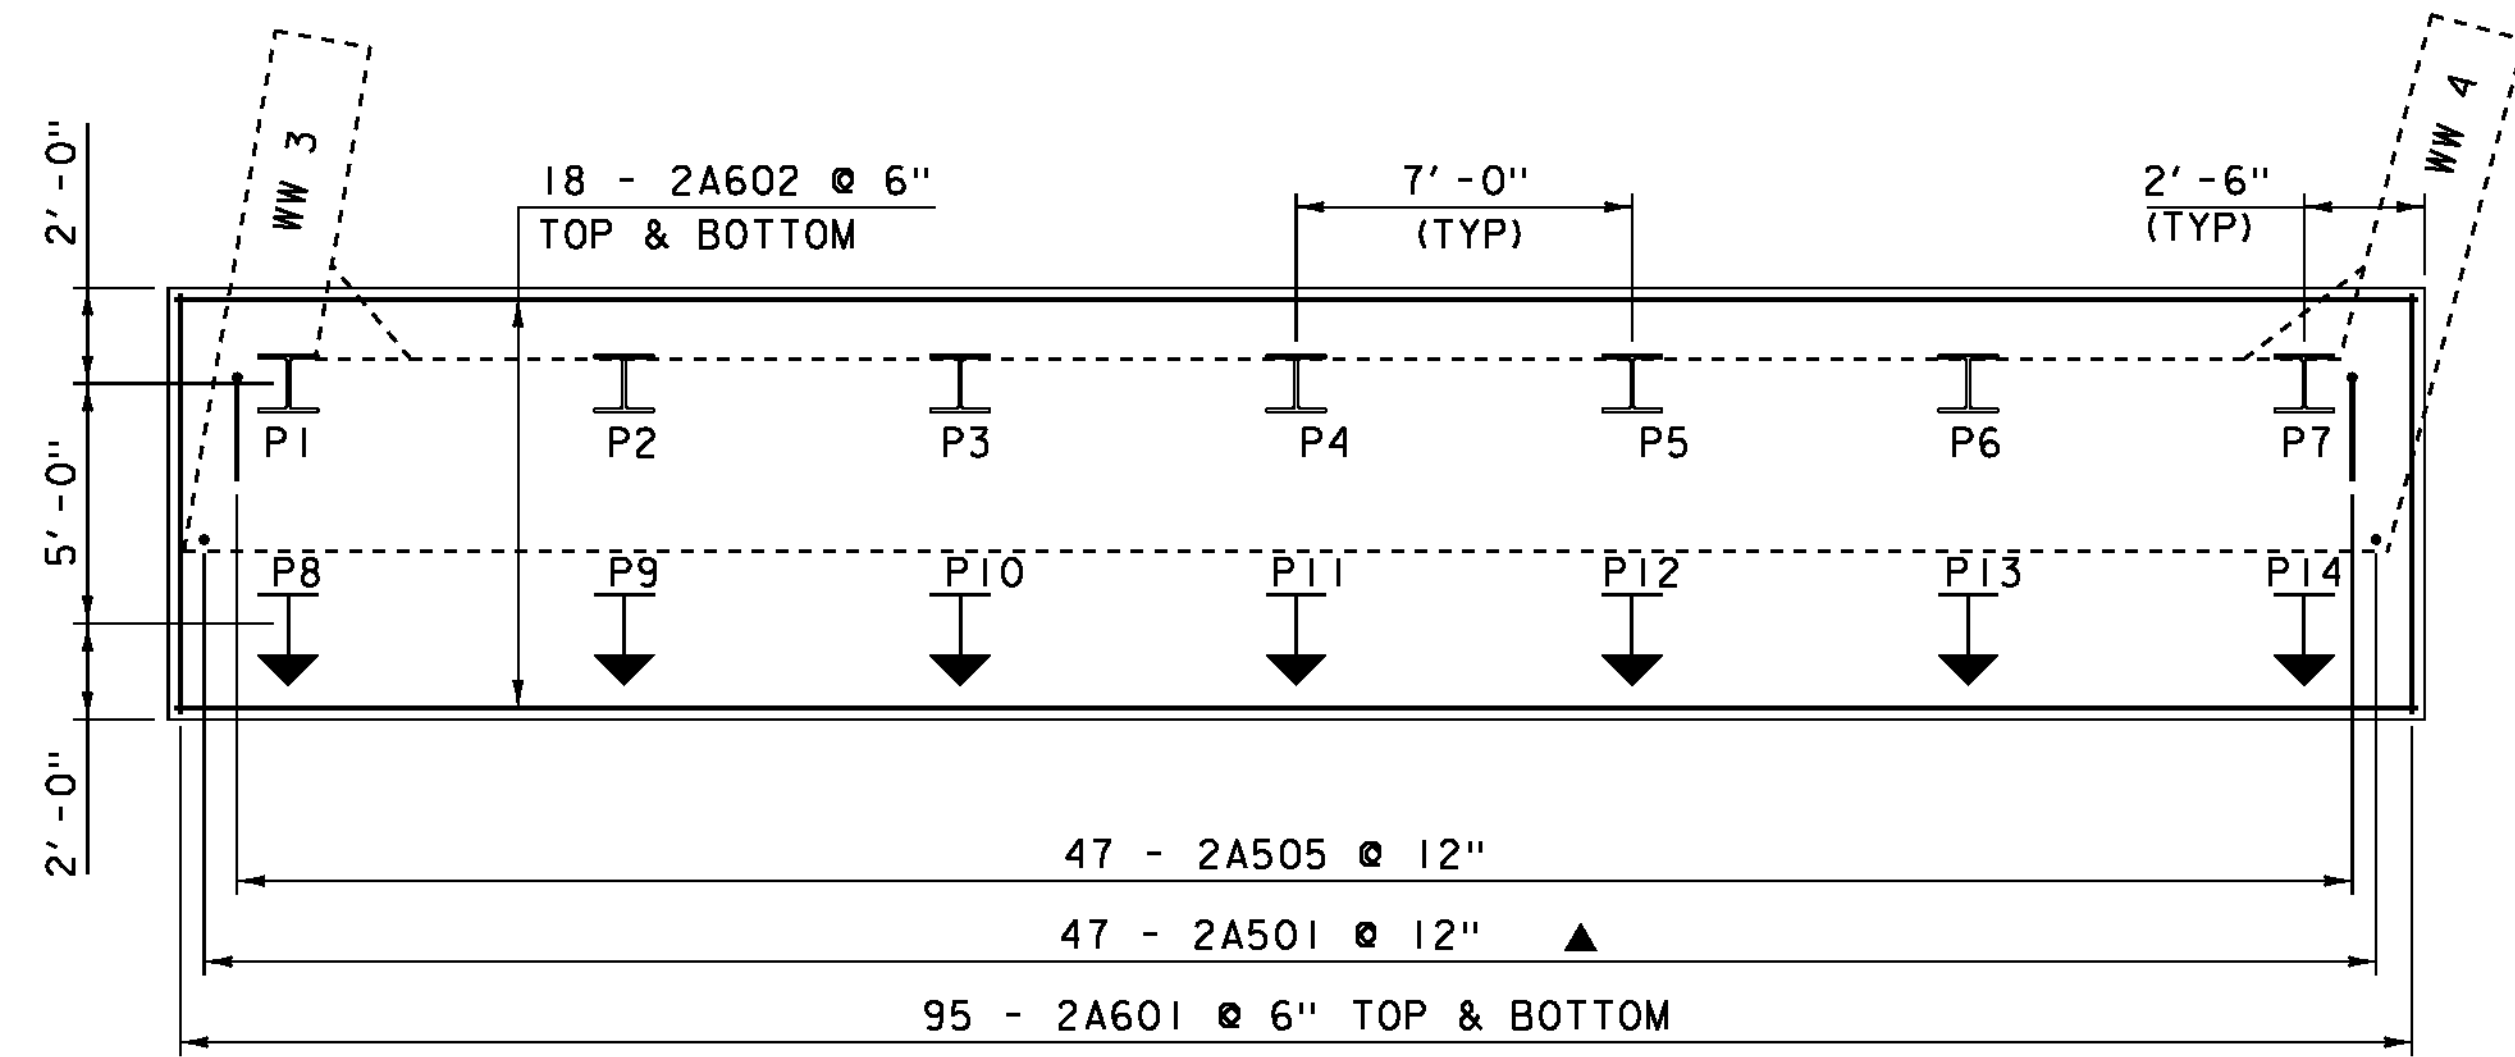 WW 3
WW 4
2'-0"
18 - 2A602 @ 6"
TOP & BOTTOM
7'-0"
(TYP)
2'-6"
(TYP)
5'-0"
P1
P2
P3
P4
P5
P6
P7
P8
P9
P10
P11
P12
P13
P14
2'-0"
47 - 2A505 @ 12"
47 - 2A501 @ 12" ▲
95 - 2A601 @ 6" TOP & BOTTOM